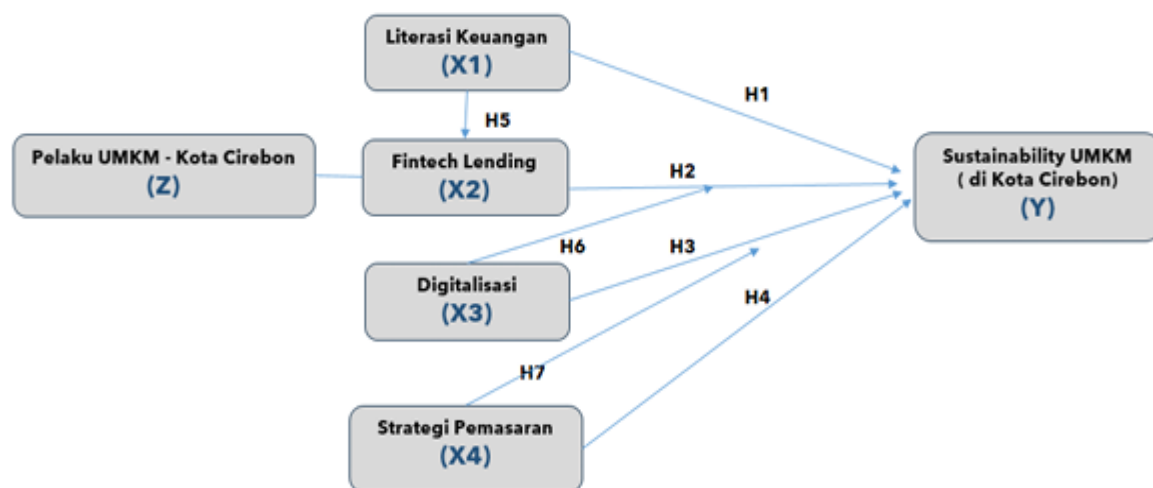 Literasi Keuangan
(X1)
H1
H5
Pelaku UMKM - Kota Cirebon
(Z)
Fintech Lending
(X2)
H2
Sustainability UMKM
( di Kota Cirebon)
(Y)
H6
H3
Digitalisasi
(X3)
H4
H7
Strategi Pemasaran
(X4)